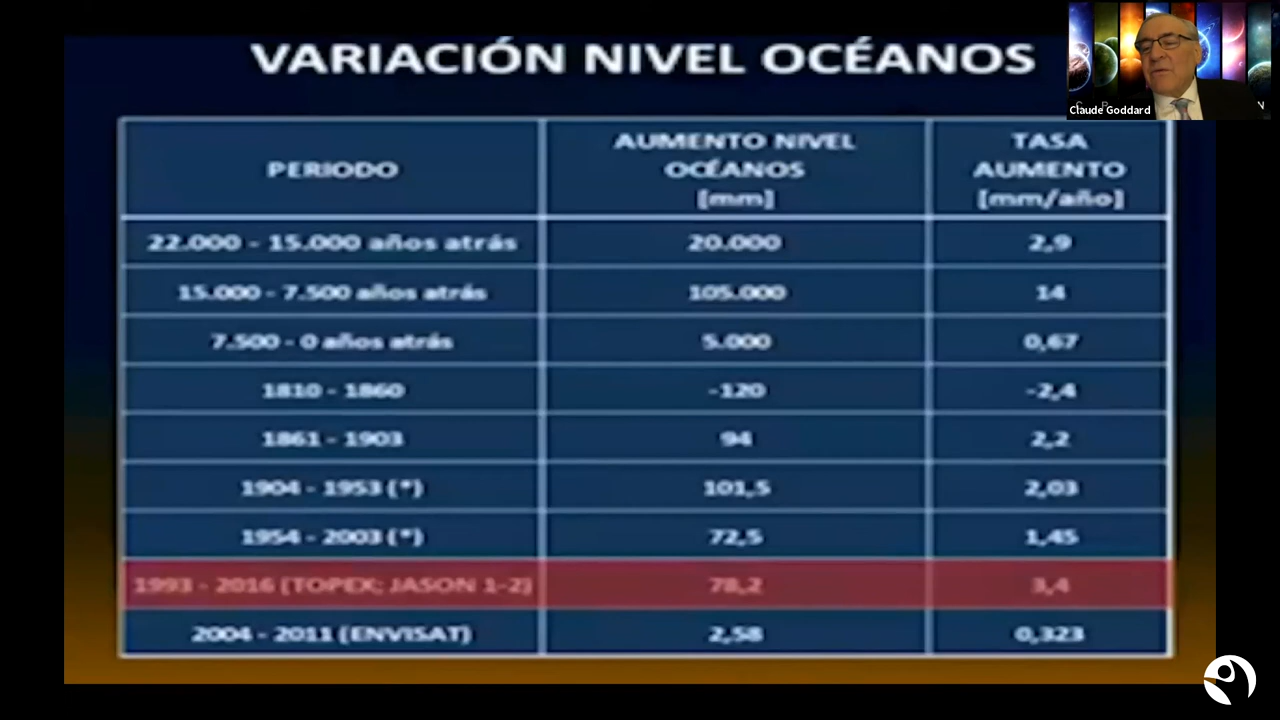 VARIACIÓN NIVEL OCÉANOS
Claude Goddard
PERIODO
AUMENTO NIVEL
OCÉANOS
[mm]
TASA
AUMENTO
[mm/año]
22.000 - 15.000 años atrás 20.000 2,9
15.000 - 7.500 años atrás 105.000 14
7.500 - 0 años atrás 5.000 0,67
1810 - 1860 -120 -2,4
1861 - 1903 94 2,2
1904 - 1953 (*) 101,5 2,03
1954 - 2003 (*) 72,5 1,45
1993 - 2016 (TOPEX; JASON 1-2) 78,2 3,4
2004 - 2011 (ENVISAT) 2,58 0,323